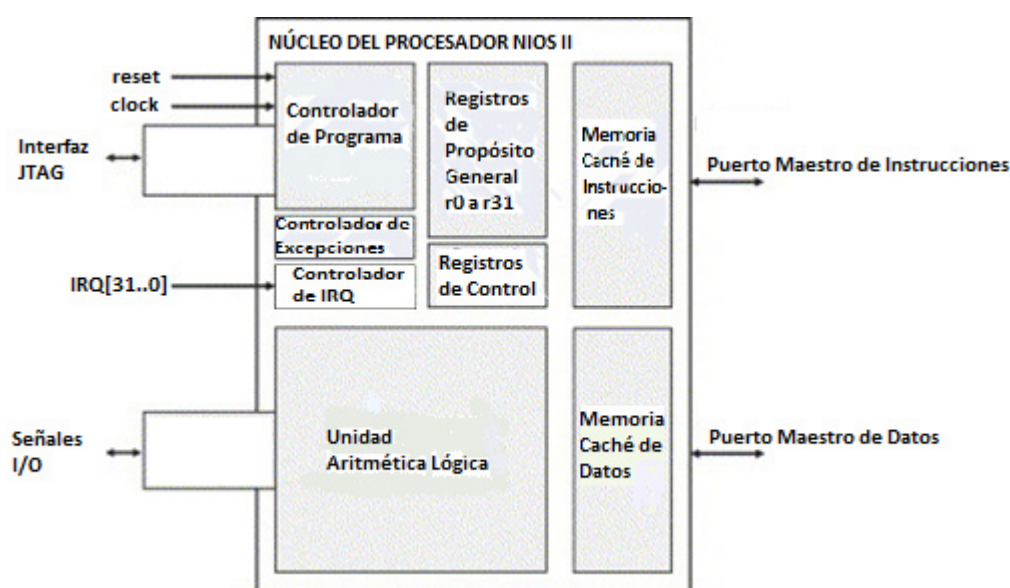 NÚCLEO DEL PROCESADOR NIOS II
reset
clock
Interfaz
JTAG
Controlador
de Programa
Registros
de
Propósito
General
r0 a r31
Memoria
Caché de
Instruccio-
nes
Puerto Maestro de Instrucciones
Controlador de
Excepciones
IRQ[31..0]
Controlador
de IRQ
Registros
de Control
Señales
I/O
Unidad
Aritmética Lógica
Memoria
Caché de
Datos
Puerto Maestro de Datos